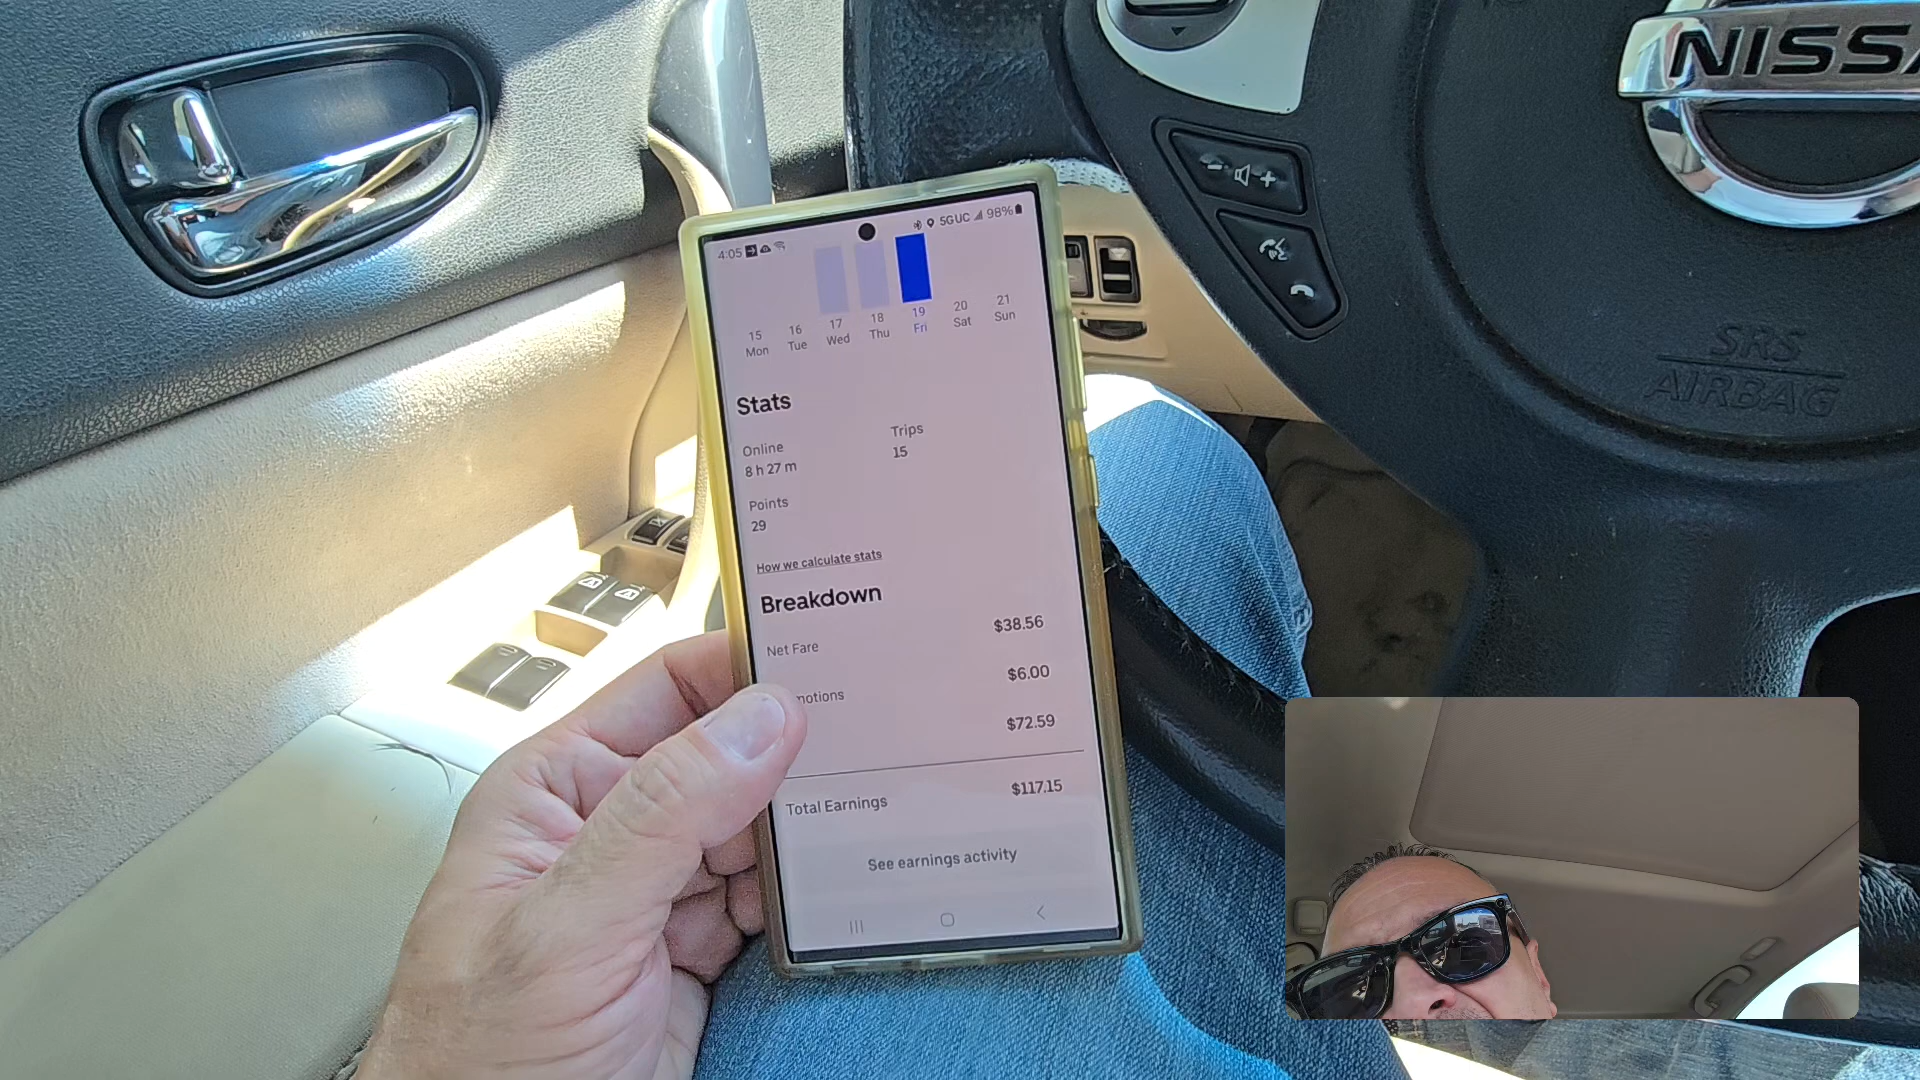 NISSA
4:05 5GUC 98%
15 16 17 18 19 20 21
Mon Tue Wed Thu Fri Sat Sun
Stats
Online Trips
8 h 27 m 15
Points
29
How we calculate stats
Breakdown
Net Fare $38.56
motions $6.00
$72.59
Total Earnings $117.15
See earnings activity
SRS
AIRBAG